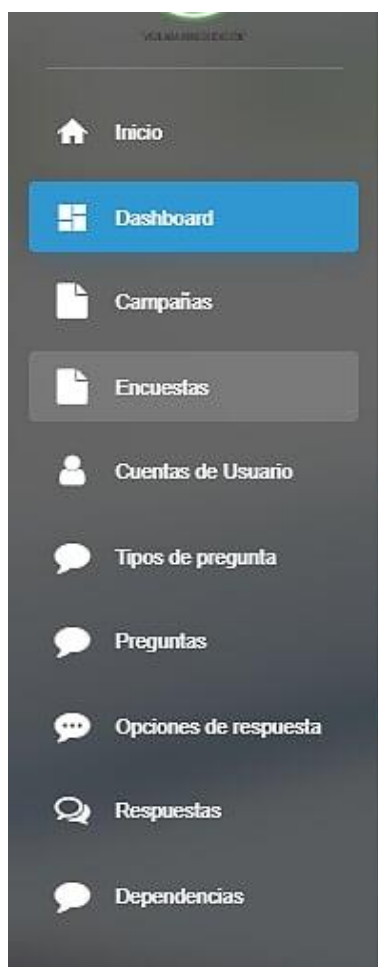 Inicio
Dashboard
Campañas
Encuestas
Cuentas de Usuario
Tipos de pregunta
Preguntas
Opciones de respuesta
Respuestas
Dependencias